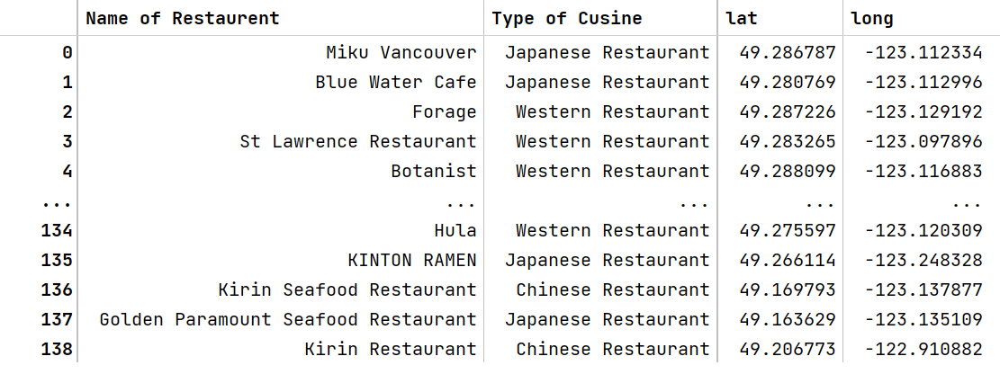 Name of Restaurent Type of Cusine lat long
0 Miku Vancouver Japanese Restaurant 49.286787 -123.112334
1 Blue Water Cafe Japanese Restaurant 49.280769 -123.112996
2 Forage Western Restaurant 49.287226 -123.129192
3 St Lawrence Restaurant Western Restaurant 49.283265 -123.097896
4 Botanist Western Restaurant 49.288099 -123.116883
... ... ... ... ...
134 Hula Western Restaurant 49.275597 -123.120309
135 KINTON RAMEN Japanese Restaurant 49.266114 -123.248328
136 Kirin Seafood Restaurant Chinese Restaurant 49.169793 -123.137877
137 Golden Paramount Seafood Restaurant Japanese Restaurant 49.163629 -123.135109
138 Kirin Restaurant Chinese Restaurant 49.206773 -122.910882